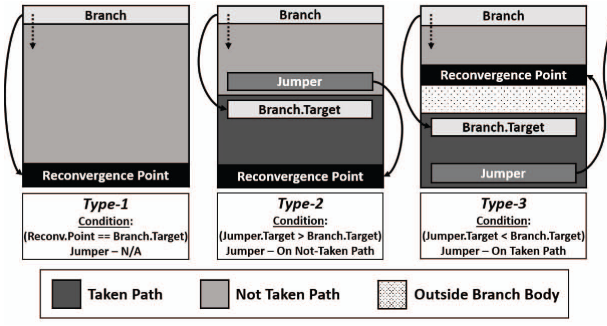 Branch
Reconvergence Point
Type-1
Condition:
(Reconv.Point == Branch.Target)
Jumper – N/A
Branch
Jumper
Branch.Target
Reconvergence Point
Type-2
Condition:
(Jumper.Target > Branch.Target)
Jumper – On Not-Taken Path
Branch
Reconvergence Point
Branch.Target
Jumper
Type-3
Condition:
(Jumper.Target < Branch.Target)
Jumper – On Taken Path
Taken Path
Not Taken Path
Outside Branch Body